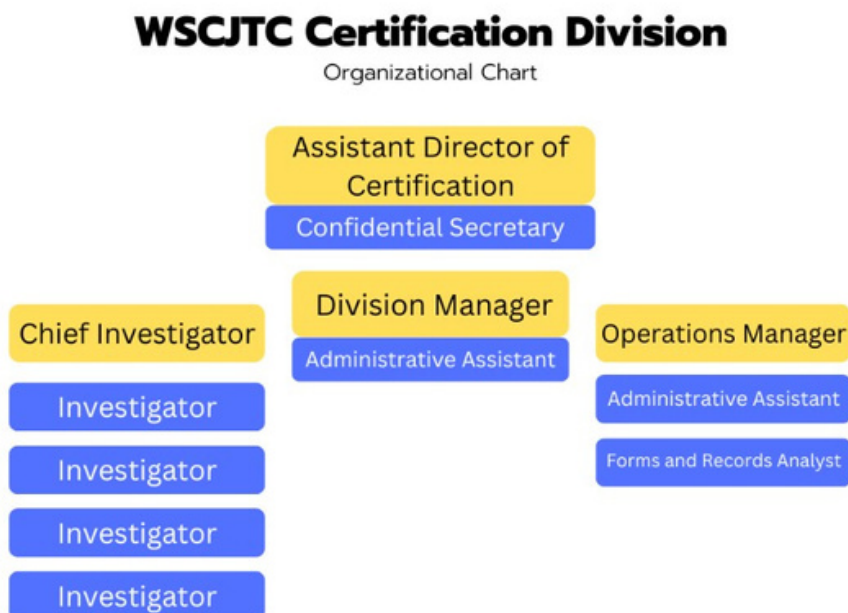 WSCJTC Certification Division
Organizational Chart
Assistant Director of
Certification
Confidential Secretary
Division Manager
Administrative Assistant
Chief Investigator
Investigator
Investigator
Investigator
Investigator
Operations Manager
Administrative Assistant
Forms and Records Analyst